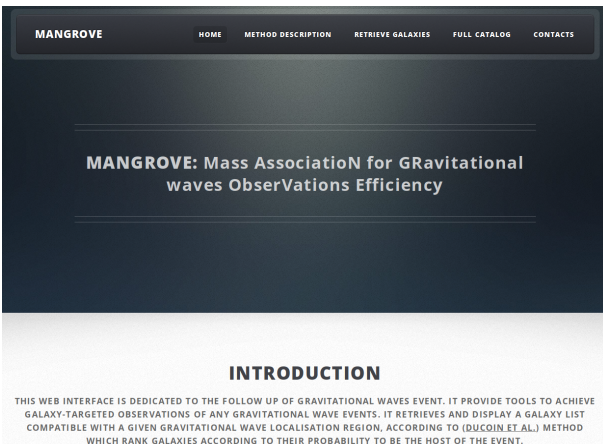 MANGROVE HOME METHOD DESCRIPTION RETRIEVE GALAXIES FULL CATALOG CONTACTS
MANGROVE: Mass AssociatioN for GRavitational
waves ObserVations Efficiency
INTRODUCTION
THIS WEB INTERFACE IS DEDICATED TO THE FOLLOW UP OF GRAVITATIONAL WAVES EVENT. IT PROVIDE TOOLS TO ACHIEVE
GALAXY-TARGETED OBSERVATIONS OF ANY GRAVITATIONAL WAVE EVENTS. IT RETRIEVES AND DISPLAY A GALAXY LIST
COMPATIBLE WITH A GIVEN GRAVITATIONAL WAVE LOCALISATION REGION, ACCORDING TO (DUCOIN ET AL.) METHOD
WHICH RANK GALAXIES ACCORDING TO THEIR PROBABILITY TO BE THE HOST OF THE EVENT.